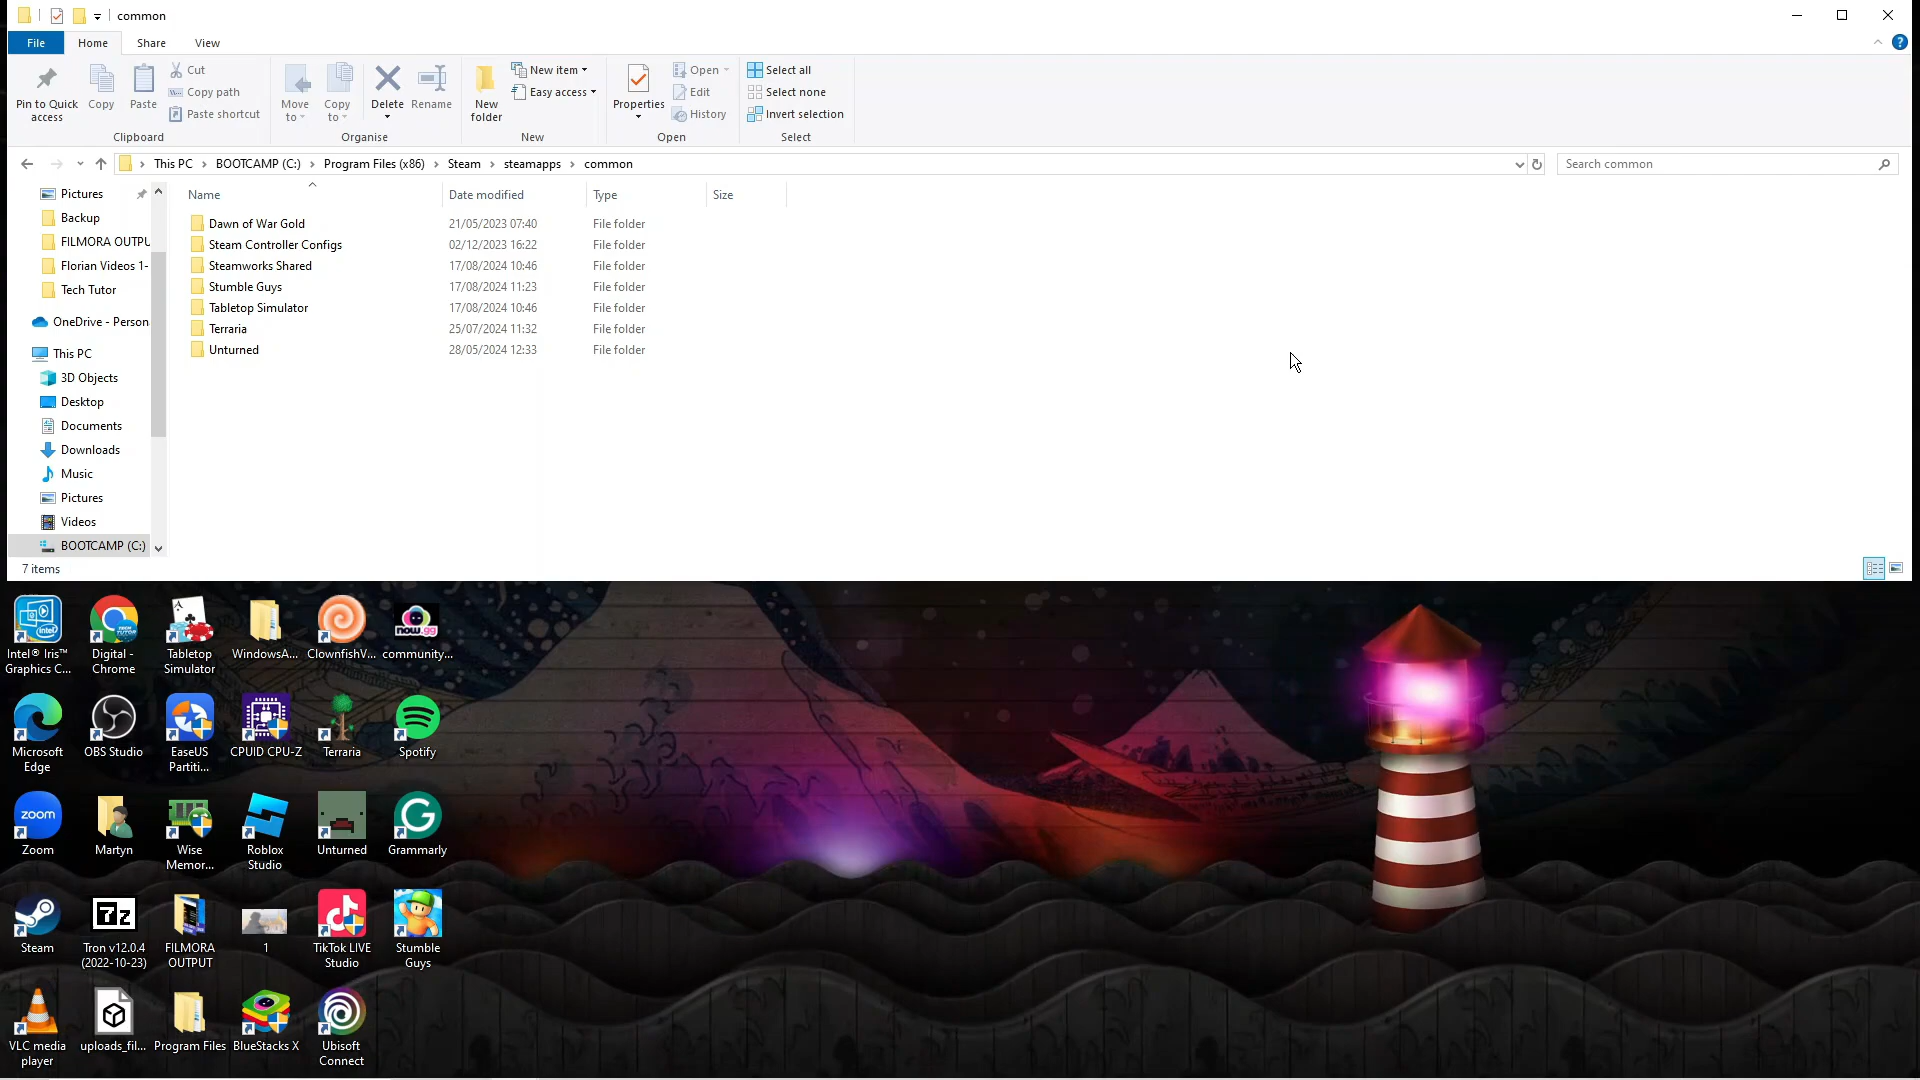 common
File Home Share View
Pin to Quick access
Copy
Paste
Cut
Copy path
Paste shortcut
Clipboard
Move to
Copy to
Delete
Rename
Organise
New folder
New item
Easy access
New
Properties
Open
Edit
History
Open
Select all
Select none
Invert selection
Select
This PC > BOOTCAMP (C:) > Program Files (x86) > Steam > steamapps > common
Search common
Pictures
Backup
FILMORA OUTPU
Florian Videos 1-
Tech Tutor
OneDrive - Person
This PC
3D Objects
Desktop
Documents
Downloads
Music
Pictures
Videos
BOOTCAMP (C:)
Name Date modified Type Size
Dawn of War Gold 21/05/2023 07:40 File folder
Steam Controller Configs 02/12/2023 16:22 File folder
Steamworks Shared 17/08/2024 10:46 File folder
Stumble Guys 17/08/2024 11:23 File folder
Tabletop Simulator 17/08/2024 10:46 File folder
Terraria 25/07/2024 11:32 File folder
Unturned 28/05/2024 12:33 File folder
7 items
Intel® Iris™ Graphics C...
Digital - Chrome
Tabletop Simulator
WindowsA...
ClownfishV...
now.gg
community...
Microsoft Edge
OBS Studio
EaseUS Partiti...
CPUID CPU-Z
Terraria
Spotify
zoom
Zoom
Martyn
Wise Memor...
Roblox Studio
Unturned
Grammarly
Steam
7z
Tron v12.0.4 (2022-10-23)
FILMORA OUTPUT
1
TikTok LIVE Studio
Stumble Guys
VLC media player
uploads_fil...
Program Files
BlueStacks X
Ubisoft Connect